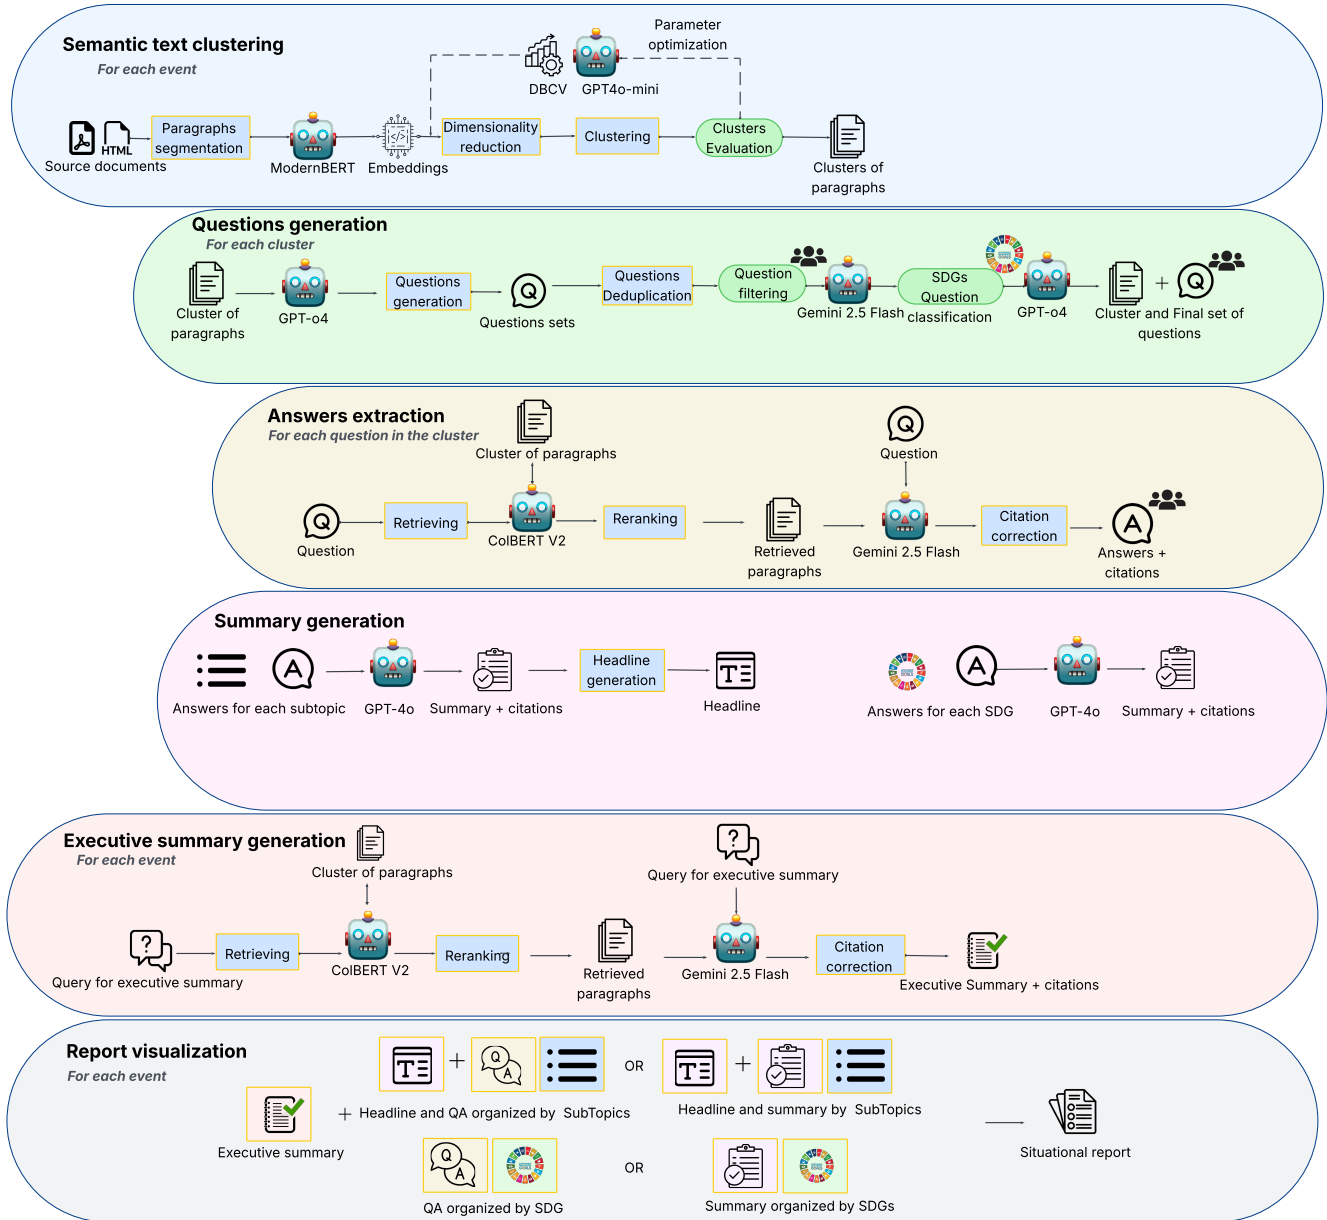 Semantic text clustering
For each event
Parameter
optimization
DBCV
GPT4o-mini
HTML
Source documents
Paragraphs
segmentation
ModernBERT
Embeddings
Dimensionality
reduction
Clustering
Clusters
Evaluation
Clusters of
paragraphs
Questions generation
For each cluster
Cluster of
paragraphs
GPT-o4
Questions
generation
Q
Questions sets
Questions
Deduplication
Question
filtering
Gemini 2.5 Flash
SDGs
Question
classification
GPT-o4
+
Q
Cluster and Final set of
questions
Answers extraction
For each question in the cluster
Cluster of paragraphs
Q
Question
Q
Question
Retrieving
ColBERT V2
Reranking
Retrieved
paragraphs
Gemini 2.5 Flash
Citation
correction
A
Answers +
citations
Summary generation
A
Answers for each subtopic
GPT-4o
Summary + citations
Headline
generation
T
Headline
A
Answers for each SDG
GPT-4o
Summary + citations
Executive summary generation
For each event
Cluster of paragraphs
?
Query for executive summary
?
Query for executive summary
Retrieving
ColBERT V2
Reranking
Retrieved
paragraphs
Gemini 2.5 Flash
Citation
correction
Executive Summary + citations
Report visualization
For each event
Executive summary
+
T
+
Q
A
Headline and QA organized by SubTopics
OR
T
+
Headline and summary by SubTopics
Q
A
QA organized by SDG
OR
Summary organized by SDGs
Situational report